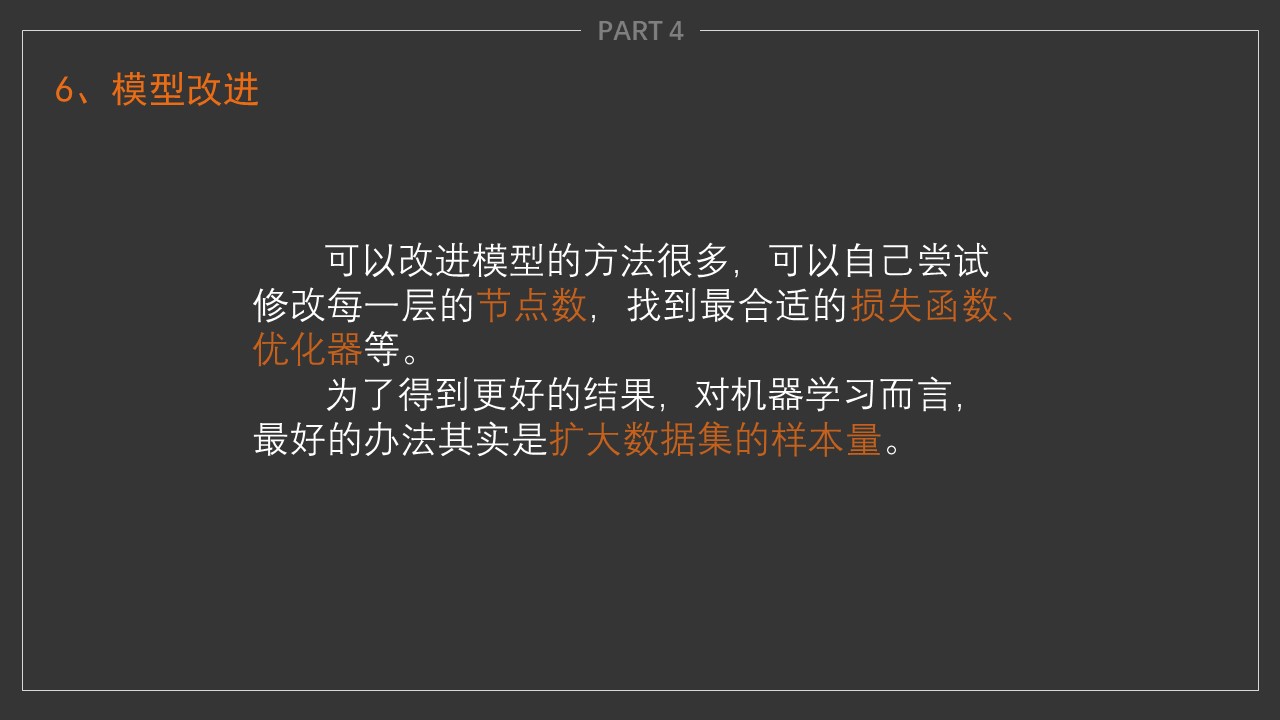 PART 4
6、模型改进
可以改进模型的方法很多，可以自己尝试
修改每一层的节点数，找到最合适的损失函数、
优化器等。
为了得到更好的结果，对机器学习而言，
最好的办法其实是扩大数据集的样本量。